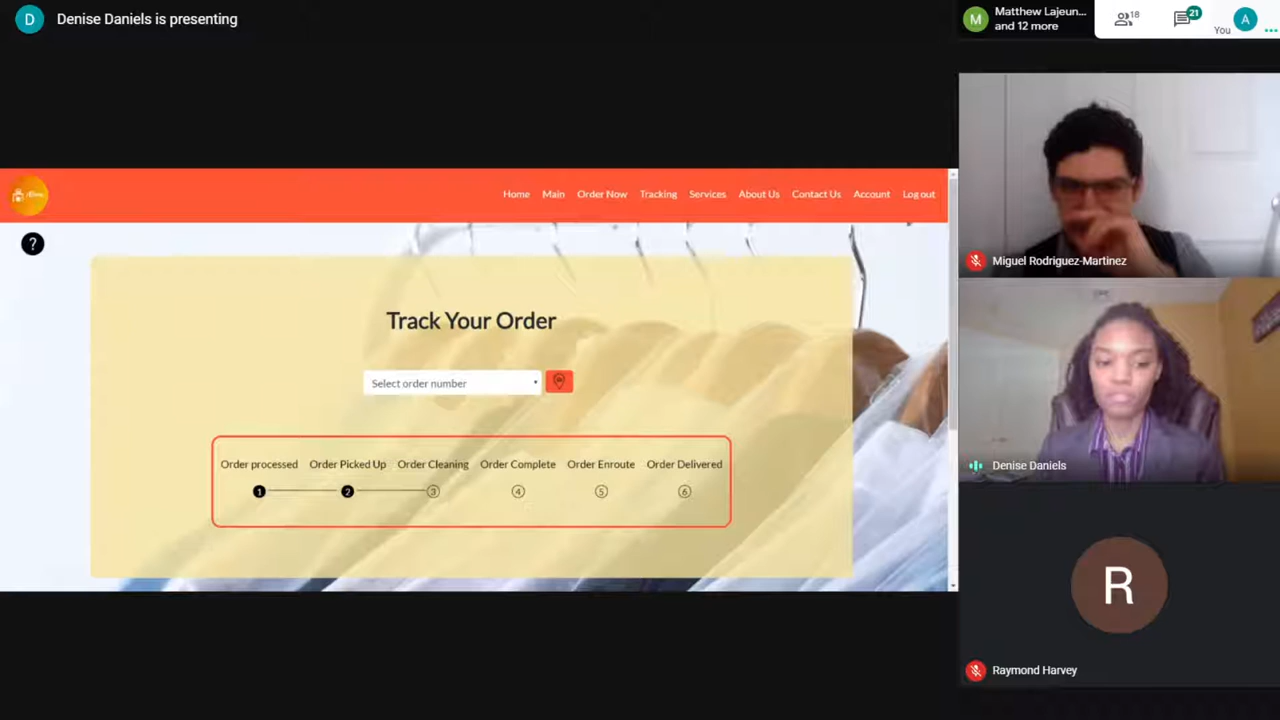 D
Denise Daniels is presenting
M
Matthew Lajeun...
and 12 more
18
21
You
A
Home Main Order Now Tracking Services About Us Contact Us Account Log out
?
Track Your Order
Select order number
Order processed Order Picked Up Order Cleaning Order Complete Order Enroute Order Delivered
1 2 3 4 5 6
Miguel Rodriguez-Martinez
Denise Daniels
R
Raymond Harvey